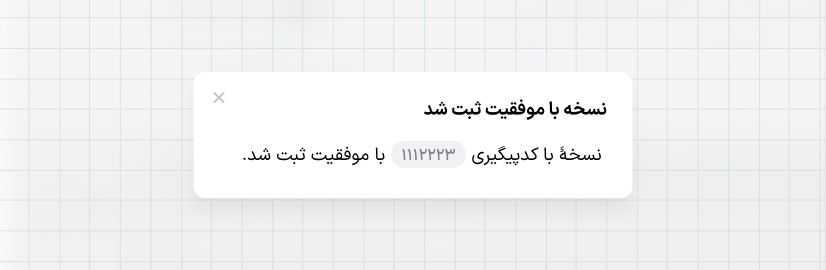 نسخه با موفقیت ثبت شد
نسخهٔ با کدپیگیری ۱۱۱۲۲۲۳ با موفقیت ثبت شد.